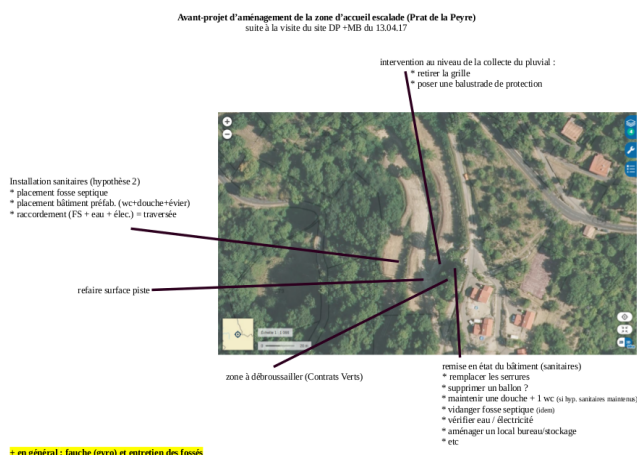 Avant-projet d'aménagement de la zone d'accueil escalade (Prat de la Peyre)
suite à la visite du site DP +MB du 13.04.17
intervention au niveau de la collecte du pluvial :
* retirer la grille
* poser une balustrade de protection
Installation sanitaires (hypothèse 2)
* placement fosse septique
* placement bâtiment préfab. (wc+douche+évier)
* raccordement (FS + eau + élec.) = traversée
refaire surface piste
zone à débroussailler (Contrats Verts)
remise en état du bâtiment (sanitaires)
* remplacer les serrures
* supprimer un ballon ?
* maintenir une douche + 1 wc (si hyp. sanitaires maintenus)
* vidanger fosse septique (idem)
* vérifier eau / électricité
* aménager un local bureau/stockage
* etc
+ en général : fauche (gyro) et entretien des fossés